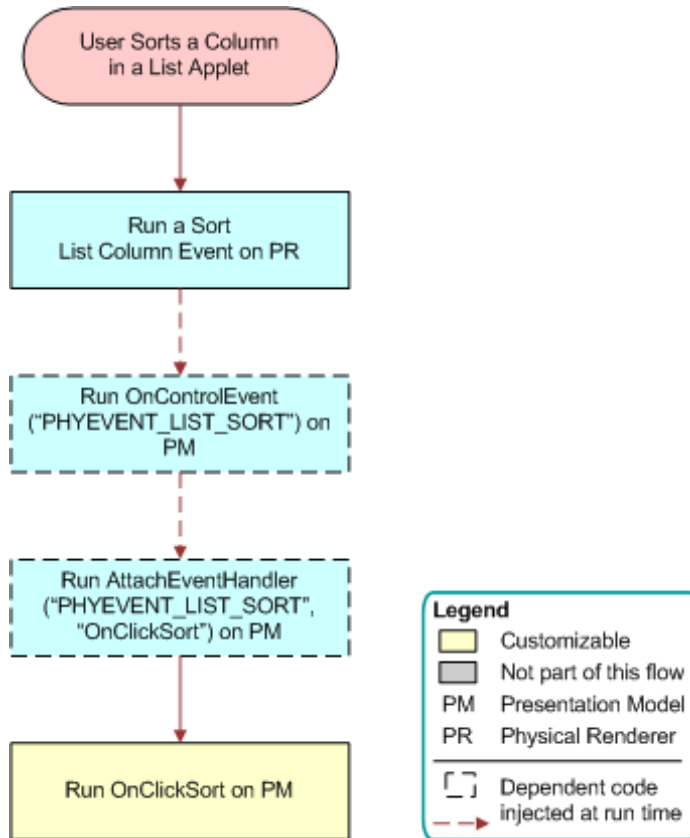 User Sorts a Column
in a List Applet
Run a Sort
List Column Event on PR
Run OnControlEvent
(“PHYEVENT_LIST_SORT”) on
PM
Run AttachEventHandler
(“PHYEVENT_LIST_SORT”,
“OnClickSort”) on PM
Run OnClickSort on PM
Legend
Customizable
Not part of this flow
PM Presentation Model
PR Physical Renderer
Dependent code
injected at run time